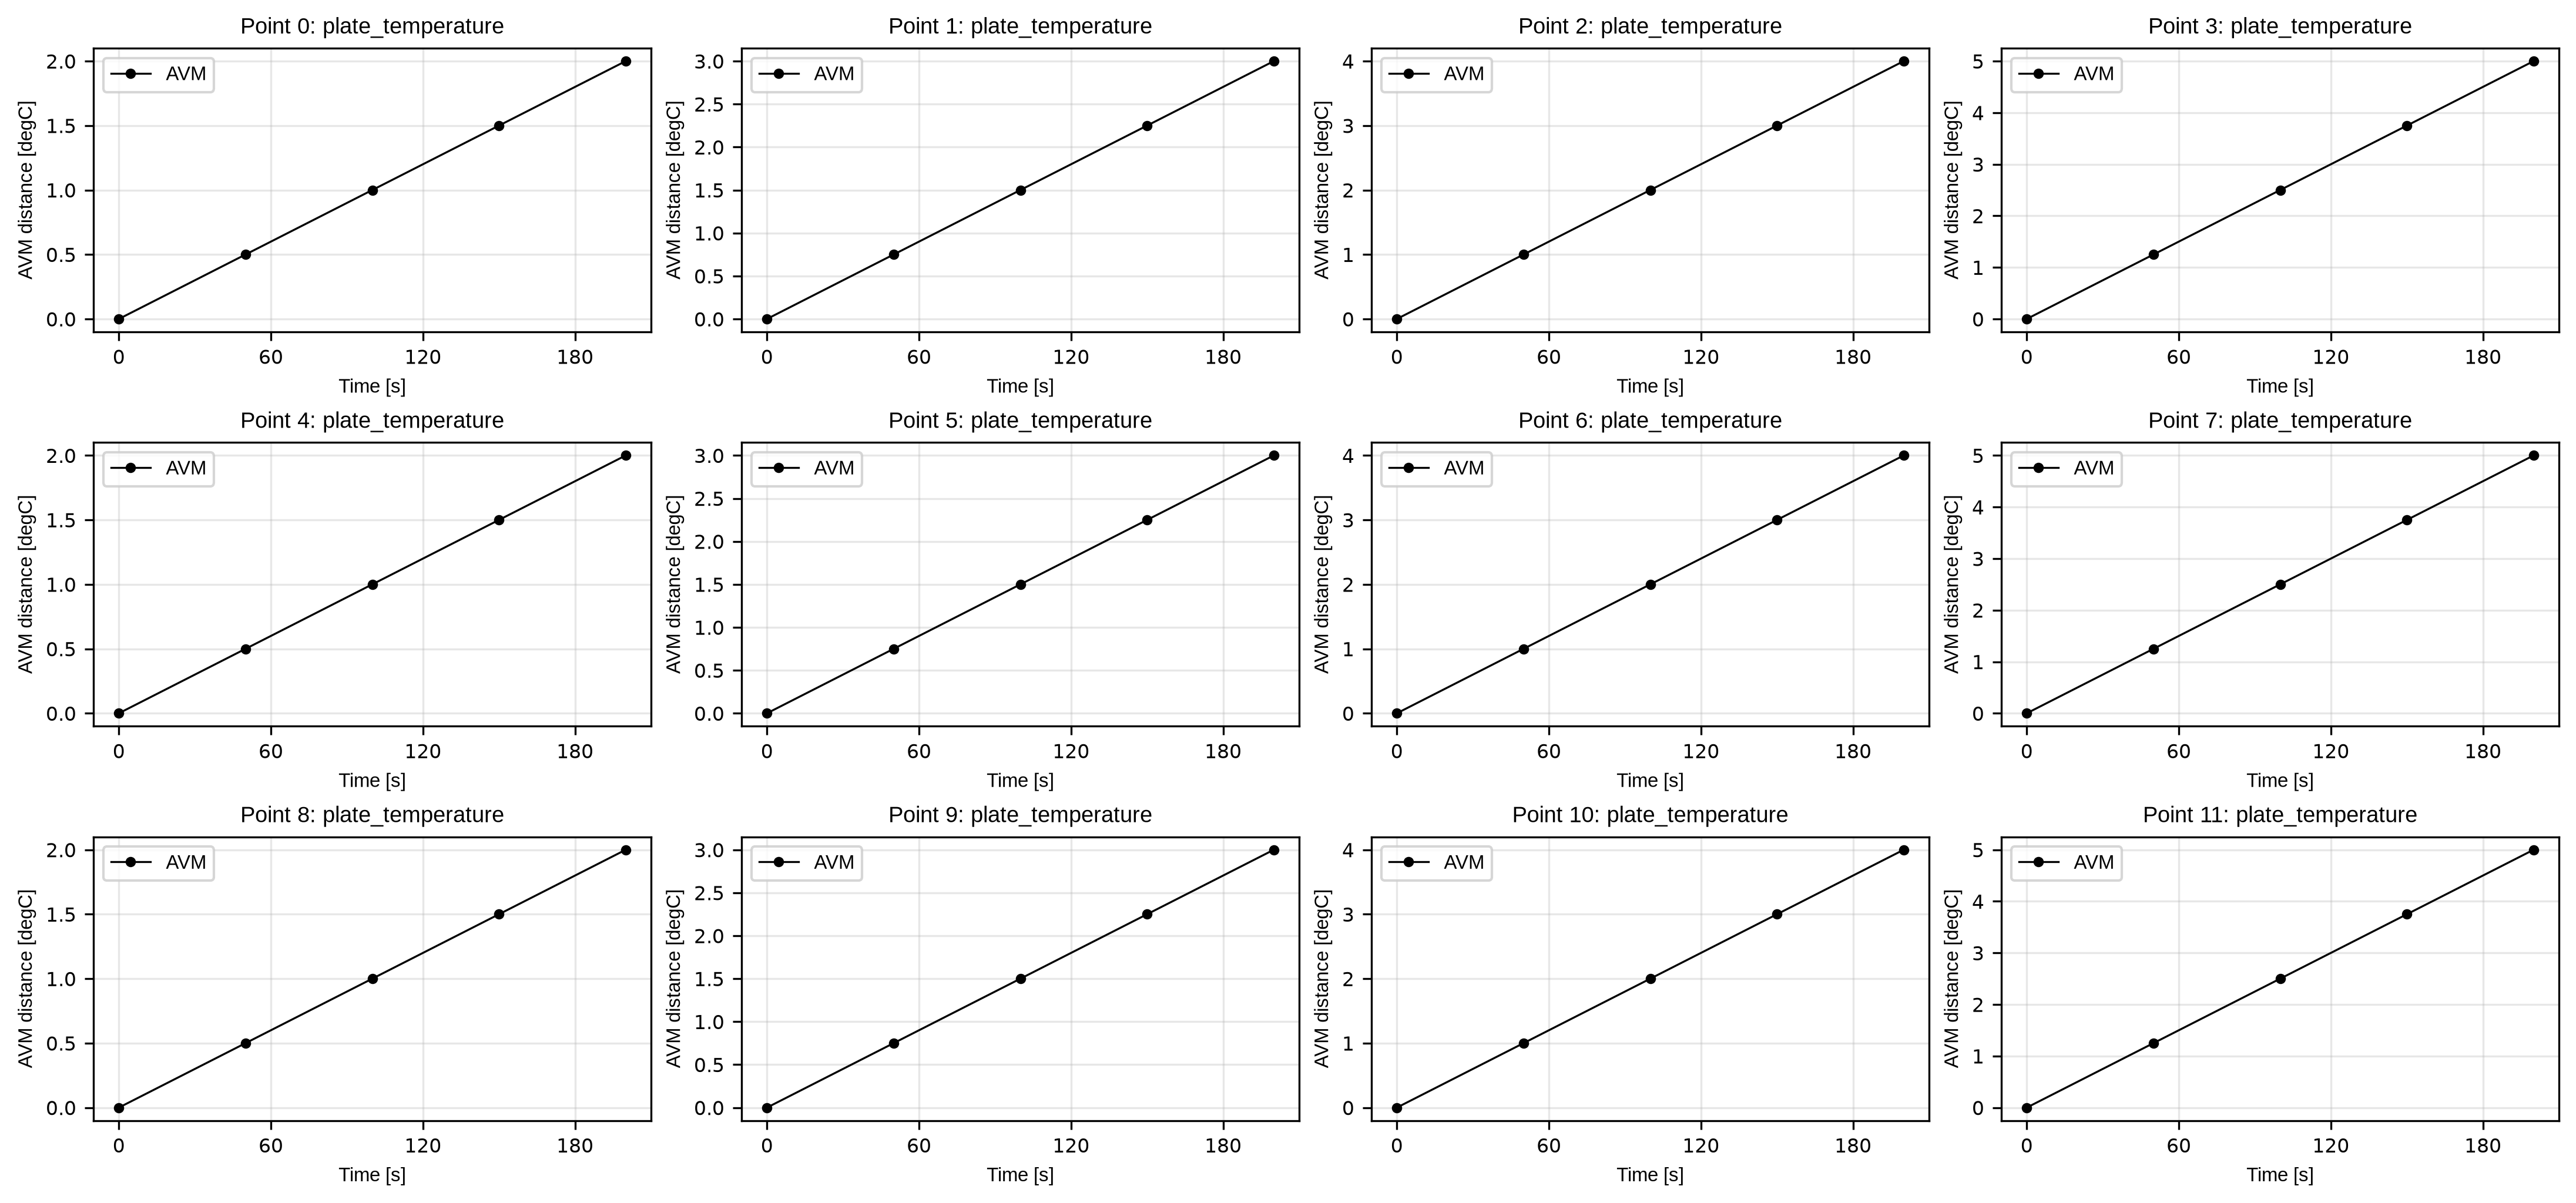 Point 0: plate_temperature
AVM distance [degC]
2.0
1.5
1.0
0.5
0.0
AVM
0 60 120 180
Time [s]
Point 1: plate_temperature
AVM distance [degC]
3.0
2.5
2.0
1.5
1.0
0.5
0.0
AVM
0 60 120 180
Time [s]
Point 2: plate_temperature
AVM distance [degC]
4
3
2
1
0
AVM
0 60 120 180
Time [s]
Point 3: plate_temperature
AVM distance [degC]
5
4
3
2
1
0
AVM
0 60 120 180
Time [s]
Point 4: plate_temperature
AVM distance [degC]
2.0
1.5
1.0
0.5
0.0
AVM
0 60 120 180
Time [s]
Point 5: plate_temperature
AVM distance [degC]
3.0
2.5
2.0
1.5
1.0
0.5
0.0
AVM
0 60 120 180
Time [s]
Point 6: plate_temperature
AVM distance [degC]
4
3
2
1
0
AVM
0 60 120 180
Time [s]
Point 7: plate_temperature
AVM distance [degC]
5
4
3
2
1
0
AVM
0 60 120 180
Time [s]
Point 8: plate_temperature
AVM distance [degC]
2.0
1.5
1.0
0.5
0.0
AVM
0 60 120 180
Time [s]
Point 9: plate_temperature
AVM distance [degC]
3.0
2.5
2.0
1.5
1.0
0.5
0.0
AVM
0 60 120 180
Time [s]
Point 10: plate_temperature
AVM distance [degC]
4
3
2
1
0
AVM
0 60 120 180
Time [s]
Point 11: plate_temperature
AVM distance [degC]
5
4
3
2
1
0
AVM
0 60 120 180
Time [s]